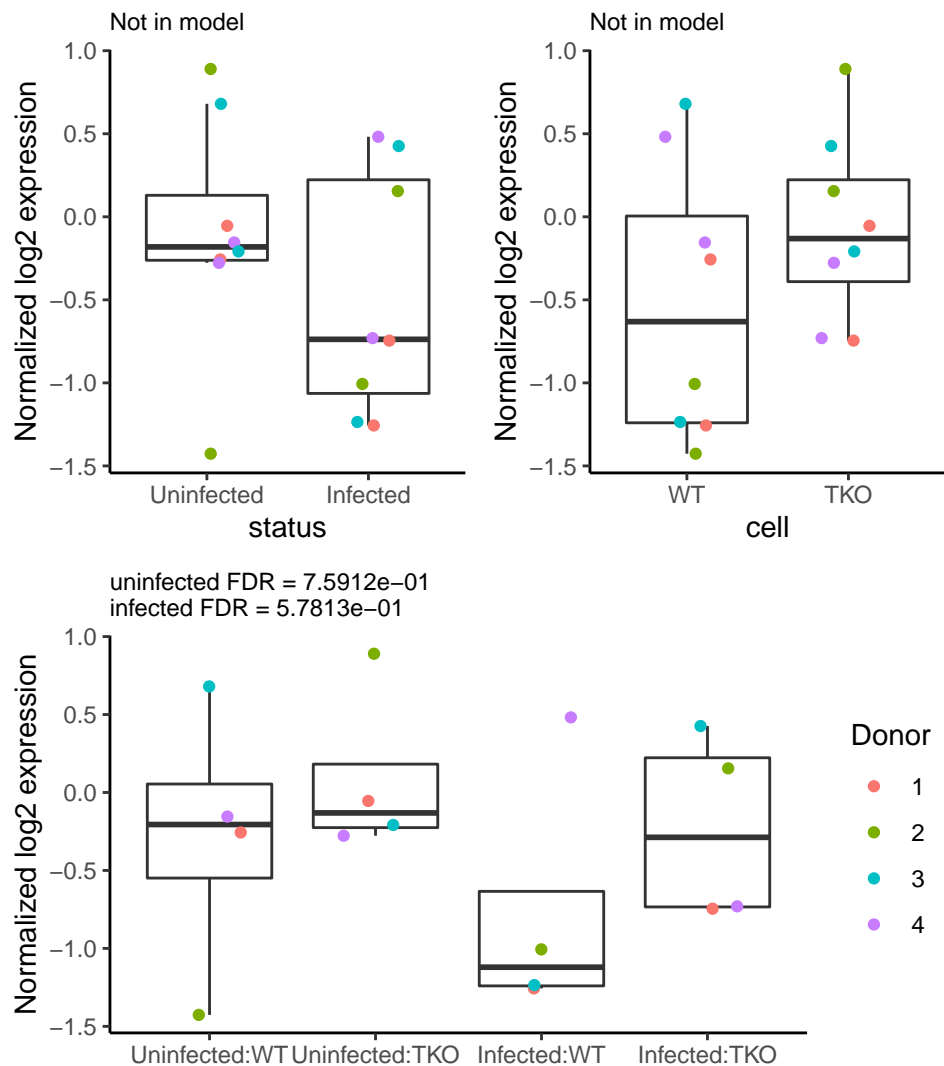 Not in model
Normalized log2 expression
1.0
0.5
0.0
−0.5
−1.0
−1.5
Uninfected
Infected
status
Not in model
Normalized log2 expression
1.0
0.5
0.0
−0.5
−1.0
−1.5
WT
TKO
cell
uninfected FDR = 7.5912e−01
infected FDR = 5.7813e−01
Normalized log2 expression
1.0
0.5
0.0
−0.5
−1.0
−1.5
Uninfected:WT
Uninfected:TKO
Infected:WT
Infected:TKO
Donor
1
2
3
4